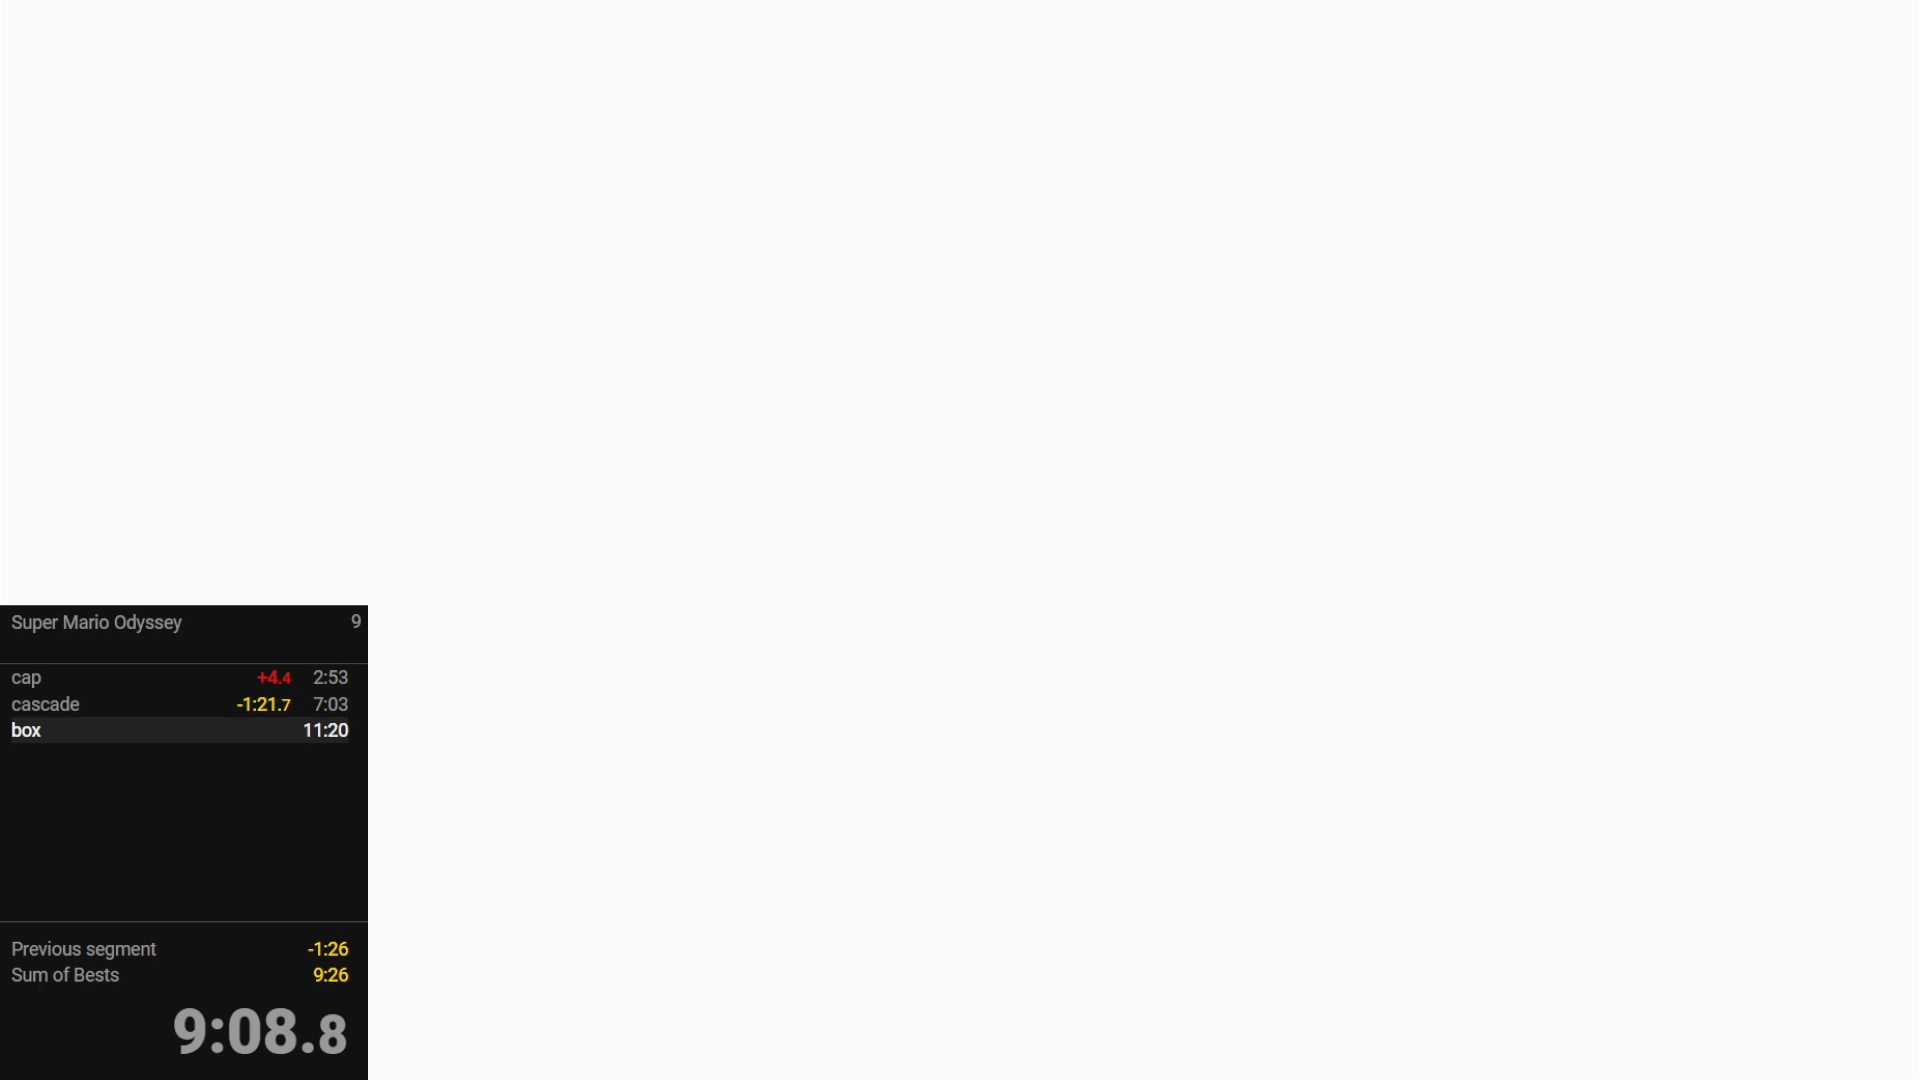 Super Mario Odyssey 9
cap +4.4 2:53
cascade -1:21.7 7:03
box 11:20
Previous segment -1:26
Sum of Bests 9:26
9:08.8